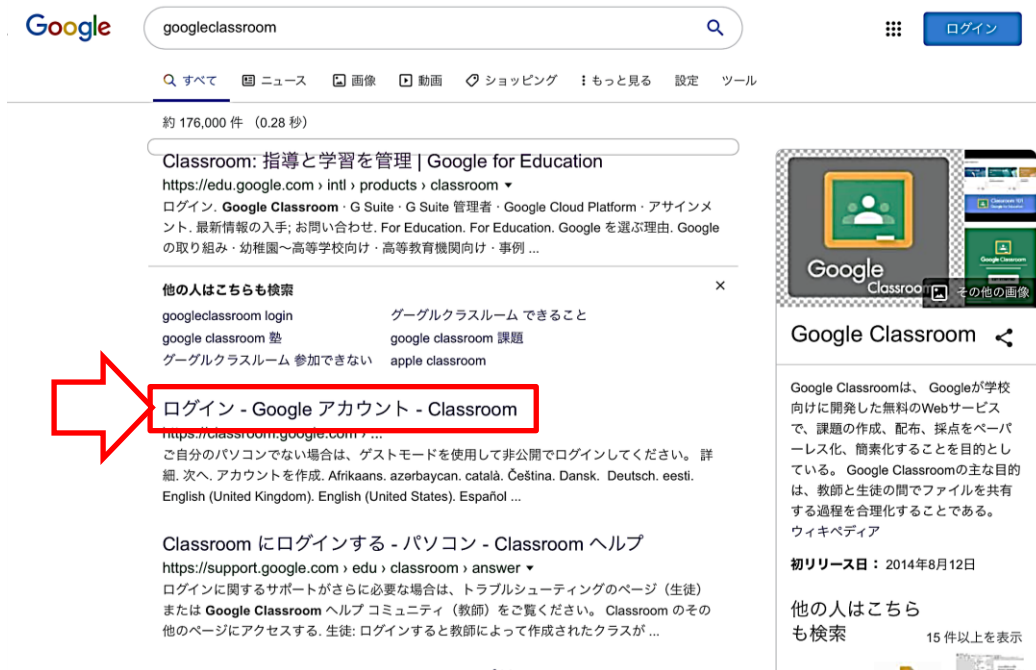 Google
googleclassroom
ログイン
すべて ニュース 画像 動画 ショッピング もっと見る 設定 ツール
約 176,000 件 （0.28 秒）
Classroom: 指導と学習を管理 | Google for Education
https://edu.google.com › intl › products › classroom
ログイン. Google Classroom · G Suite · G Suite 管理者 · Google Cloud Platform · アサインメ
ント. 最新情報の入手; お問い合わせ. For Education. For Education. Google を選ぶ理由. Google
の取り組み · 幼稚園〜高等学校向け · 高等教育機関向け · 事例 ...
他の人はこちらも検索
googleclassroom login グーグルクラスルーム できること
google classroom 塾 google classroom 課題
グーグルクラスルーム 参加できない apple classroom
ログイン - Google アカウント - Classroom
https://classroom.google.com › ...
ご自分のパソコンでない場合は、ゲストモードを使用して非公開でログインしてください。 詳
細. 次へ. アカウントを作成. Afrikaans. azərbaycan. català. Čeština. Dansk. Deutsch. eesti.
English (United Kingdom). English (United States). Español ...
Classroom にログインする - パソコン - Classroom ヘルプ
https://support.google.com › edu › classroom › answer
ログインに関するサポートがさらに必要な場合は、トラブルシューティングのページ（生徒）
または Google Classroom ヘルプ コミュニティ （教師）をご覧ください。 Classroom のその
他のページにアクセスする. 生徒: ログインすると教師によって作成されたクラスが ...
Google
Classroom
Classroom 101
Google Classroom
その他の画像
Google Classroom
Google Classroomは、 Googleが学校
向けに開発した無料のWebサービス
で、課題の作成、配布、採点をペーパ
ーレス化、簡素化することを目的とし
ている。 Google Classroomの主な目的
は、教師と生徒の間でファイルを共有
する過程を合理化することである。
ウィキペディア
初リリース日： 2014年8月12日
他の人はこちら
も検索
15 件以上を表示